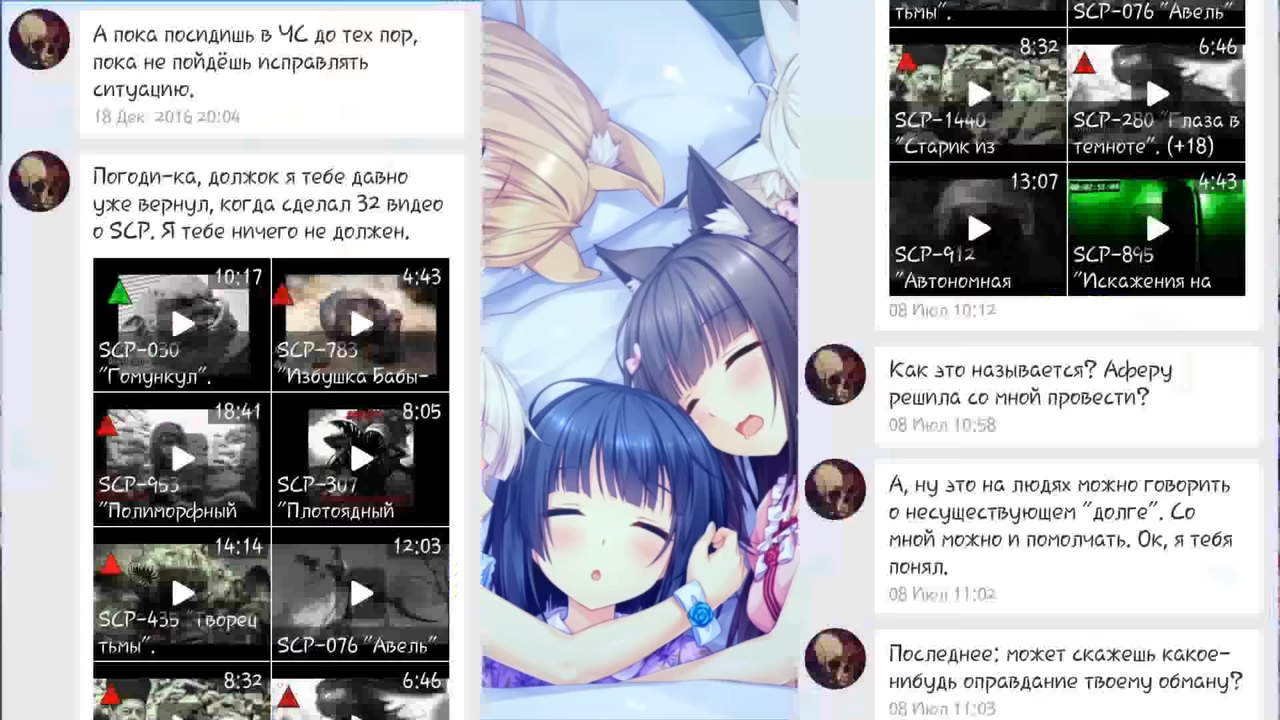 А пока посидишь в ЧС до тех пор,
пока не пойдёшь исправлять
ситуацию.
18 Дек 2016 20:04
Погоди-ка, должок я тебе давно
уже вернул, когда сделал 32 видео
о SCP. Я тебе ничего не должен.
10:17
4:43
SCP-030
SCP-783
"Гомункул".
"Избушка Бабы-
18:41
8:05
SCP-953
SCP-307
"Полиморфный
"Плотоядный
14:14
12:03
SCP-435 "Творец
тьмы".
SCP-076 "Авель"
8:32
6:46
тьмы".
SCP-076 "Авель"
8:32
6:46
SCP-1440
SCP-280 "Глаза в
"Старик из
темноте". (+18)
13:07
4:43
SCP-912
SCP-895
"Автономная
"Искажения на
08 Июл 10:12
Как это называется? Аферу
решила со мной провести?
08 Июл 10:58
А, ну это на людях можно говорить
о несуществующем "долге". Со
мной можно и помолчать. Ок, я тебя
понял.
08 Июл 11:02
Последнее: может скажешь какое-
нибудь оправдание твоему обману?
08 Июл 11:03